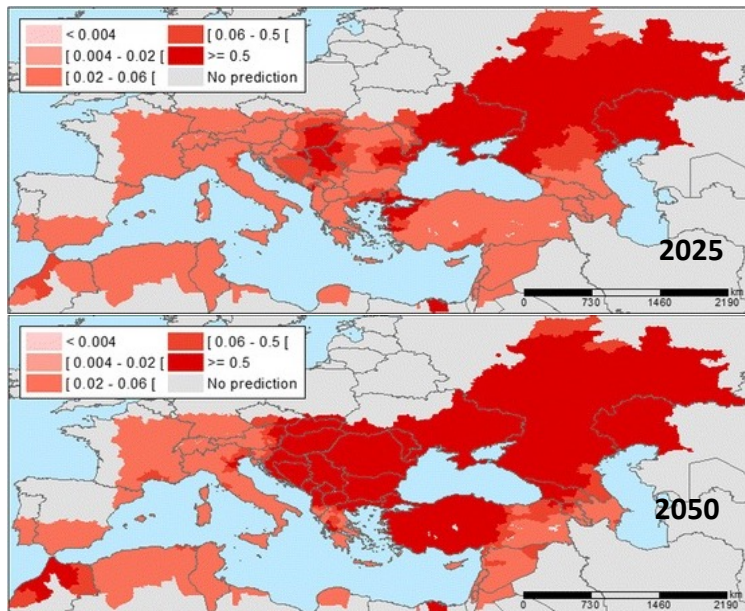 < 0.004 [ 0.06 - 0.5 [
[ 0.004 - 0.02 [ >= 0.5
[ 0.02 - 0.06 [ No prediction
2025
km
0 730 1460 2190
< 0.004 [ 0.06 - 0.5 [
[ 0.004 - 0.02 [ >= 0.5
[ 0.02 - 0.06 [ No prediction
2050
km
0 730 1460 2190